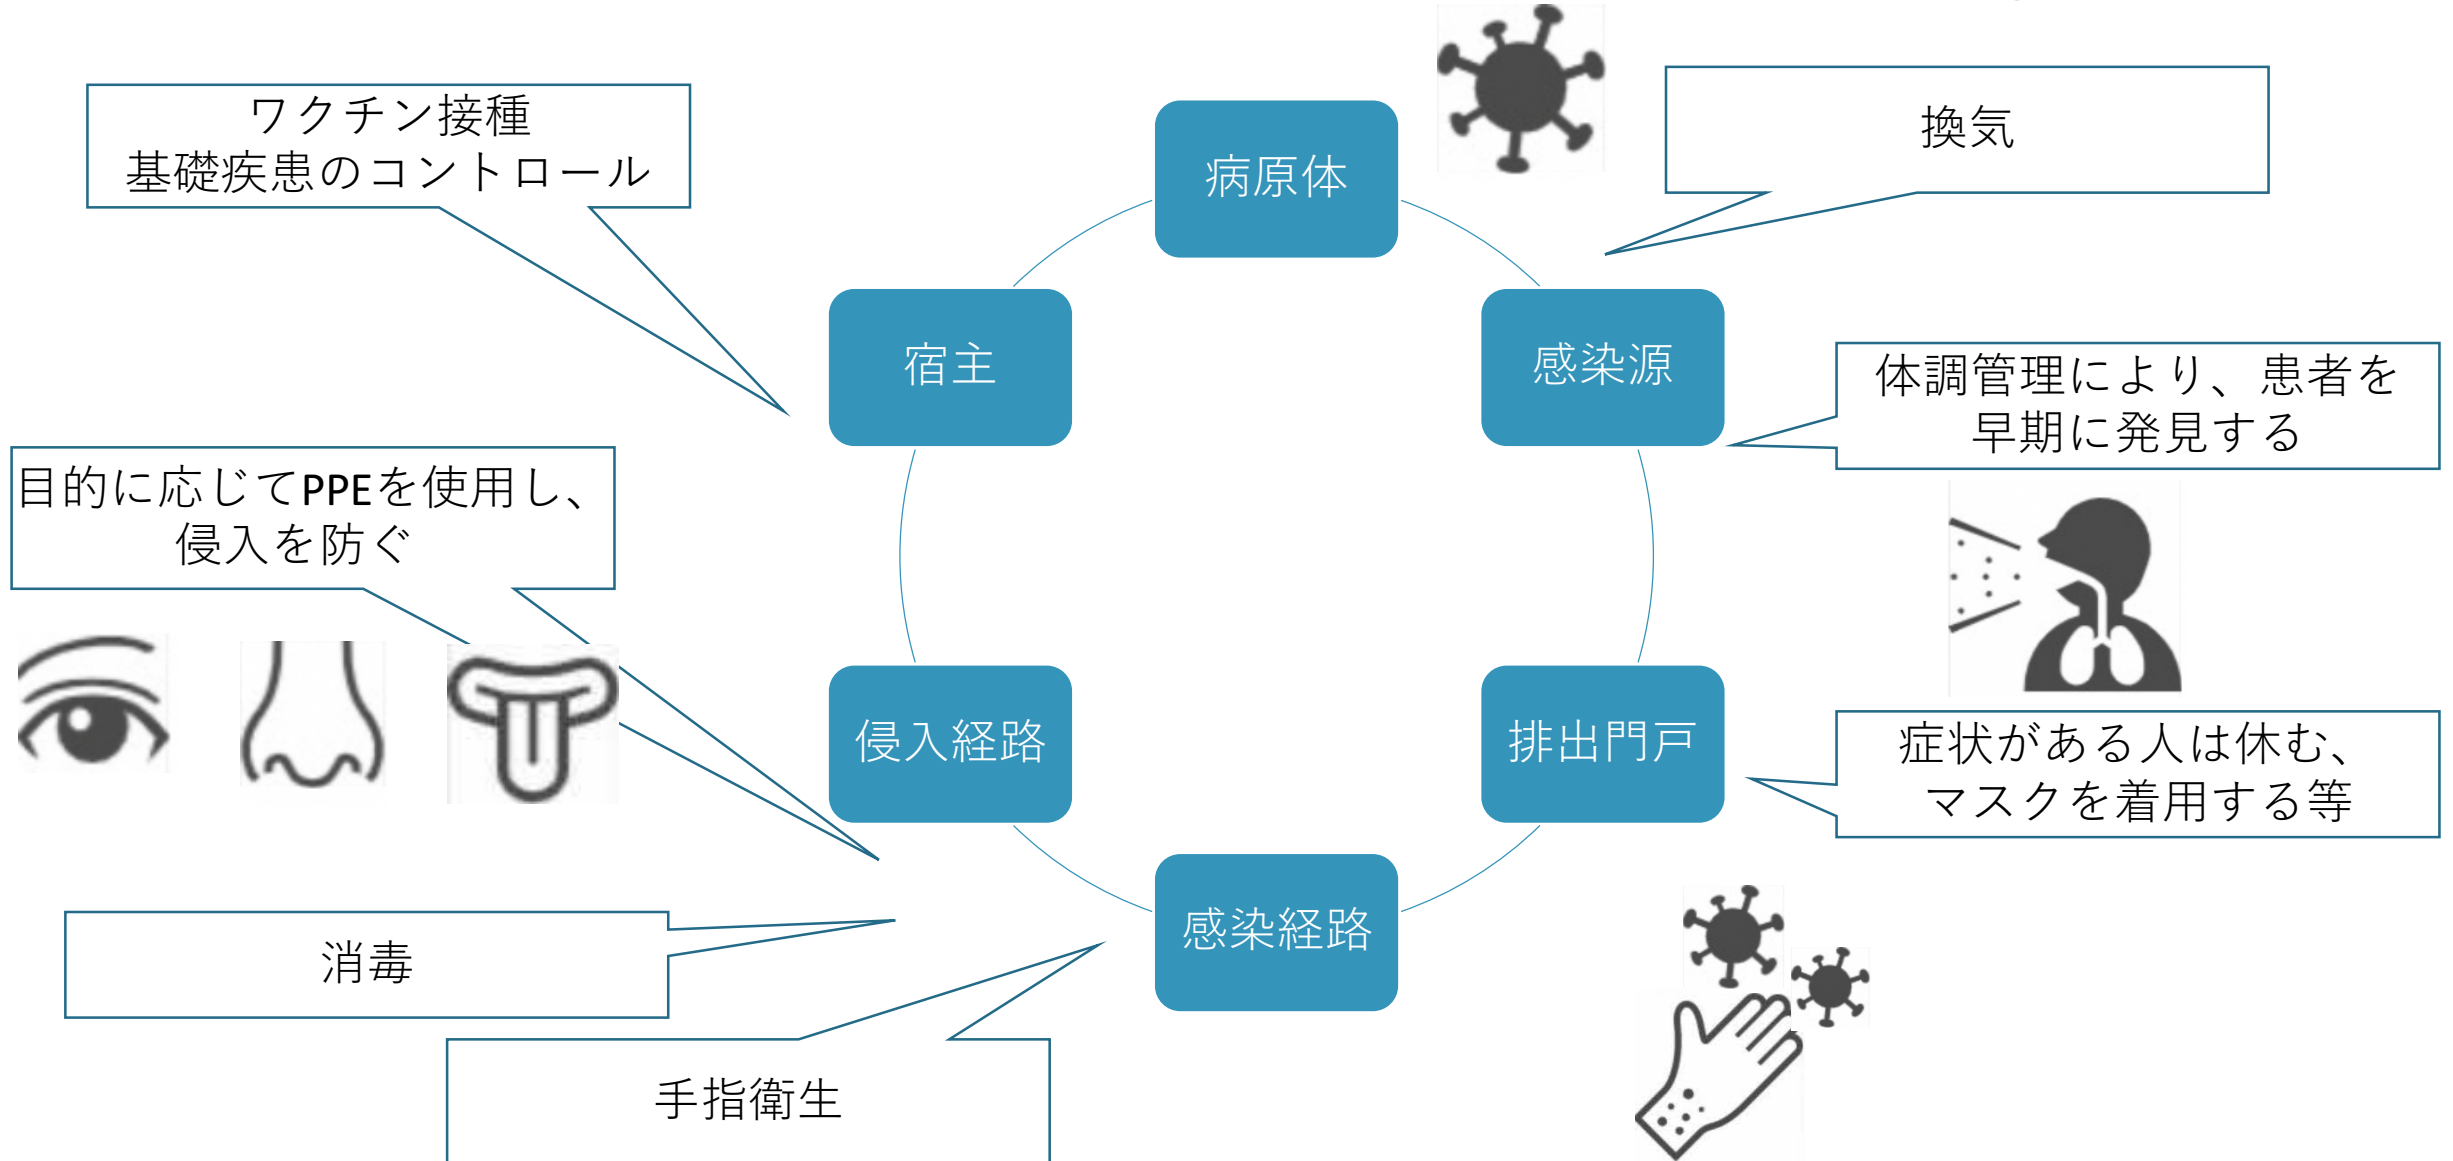 ワクチン接種
基礎疾患のコントロール
病原体
換気
宿主
感染源
体調管理により、患者を
早期に発見する
目的に応じてPPEを使用し、
侵入を防ぐ
侵入経路
排出門戸
症状がある人は休む、
マスクを着用する等
感染経路
消毒
手指衛生